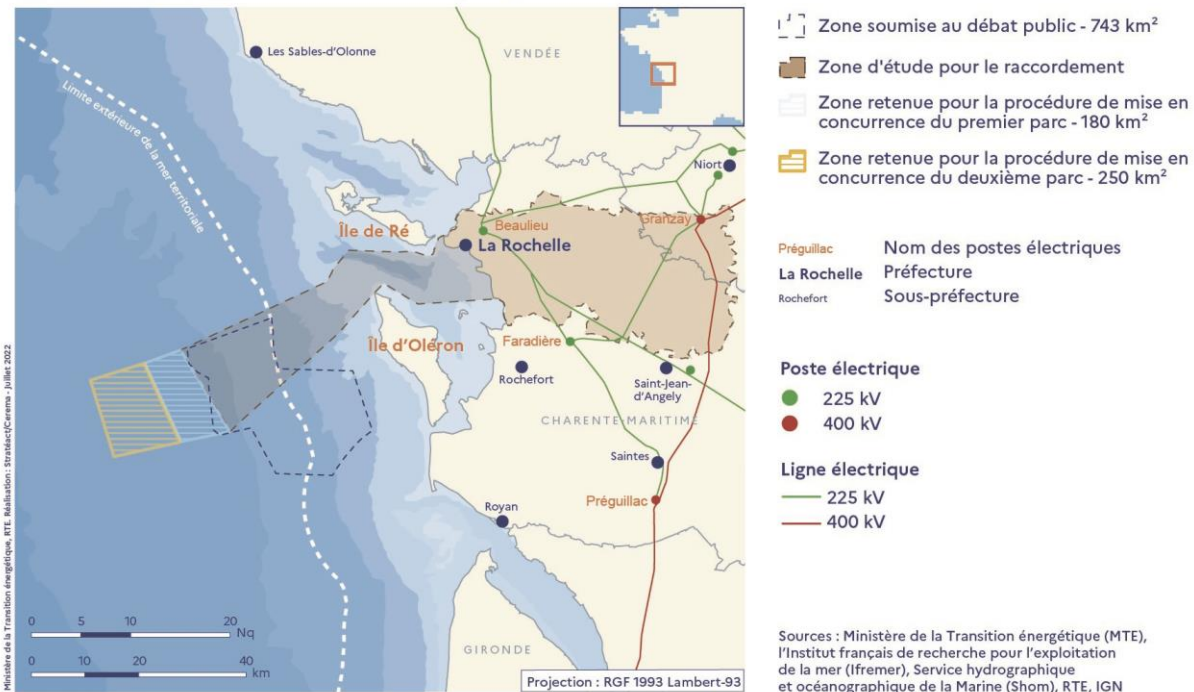 Les Sables-d'Olonne
VENDÉE
Limite extérieure de la mer territoriale
Niort
Île de Ré
Beaulieu
Granzay
La Rochelle
Île d'Oléron
Faradière
Rochefort
Saint-Jean-
d'Angely
CHARENTE-MARITIME
Saintes
Préguillac
Royan
GIRONDE
0 5 10 20
Nq
0 10 20 40
km
Projection : RGF 1993 Lambert-93
Ministère de la Transition énergétique, RTE. Réalisation : Stratéact/Cerema - Juillet 2022
Zone soumise au débat public - 743 km²
Zone d'étude pour le raccordement
Zone retenue pour la procédure de mise en
concurrence du premier parc - 180 km²
Zone retenue pour la procédure de mise en
concurrence du deuxième parc - 250 km²
Préguillac Nom des postes électriques
La Rochelle Préfecture
Rochefort Sous-préfecture
Poste électrique
225 kV
400 kV
Ligne électrique
225 kV
400 kV
Sources : Ministère de la Transition énergétique (MTE),
l'Institut français de recherche pour l'exploitation
de la mer (Ifremer), Service hydrographique
et océanographique de la Marine (Shom), RTE, IGN